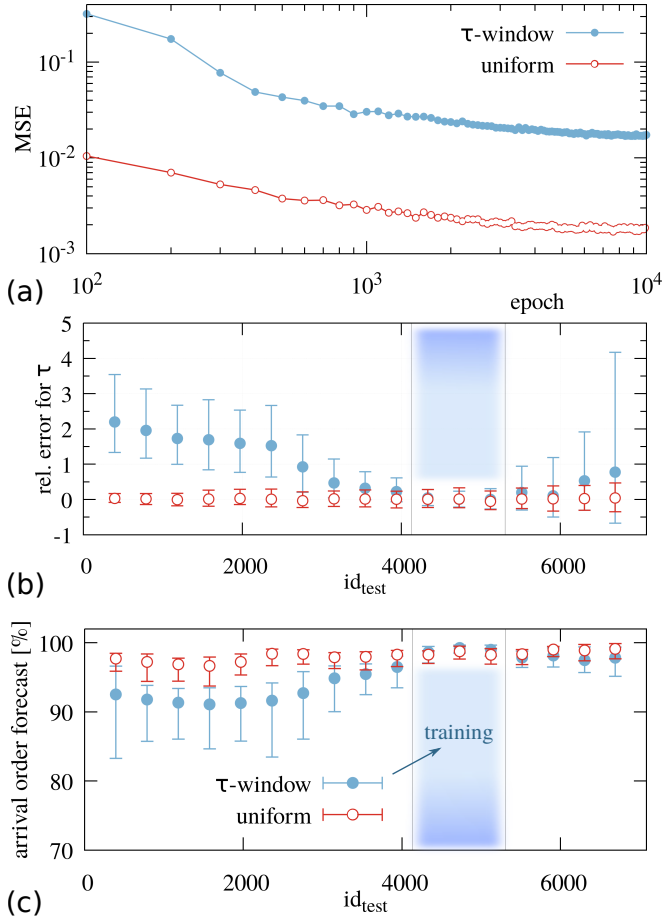 τ-window
uniform
MSE
10⁻¹
10⁻²
10⁻³
10² 10³ 10⁴
epoch
(a)
rel. error for τ
5
4
3
2
1
0
-1
0 2000 4000 6000
id_test
(b)
arrival order forecast [%]
100
90
80
70
training
τ-window
uniform
0 2000 4000 6000
id_test
(c)